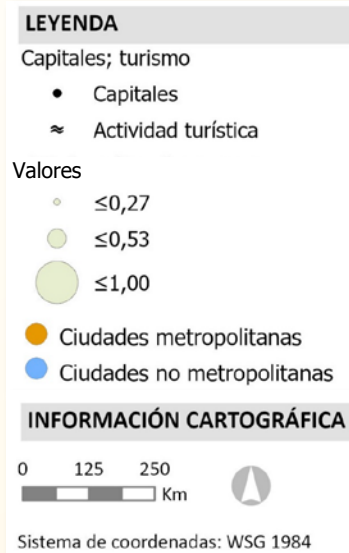 LEYENDA
Capitales; turismo
Capitales
≈ Actividad turística
Valores
≤0,27
≤0,53
≤1,00
Ciudades metropolitanas
Ciudades no metropolitanas
INFORMACIÓN CARTOGRÁFICA
0 125 250
Km
Sistema de coordenadas: WSG 1984